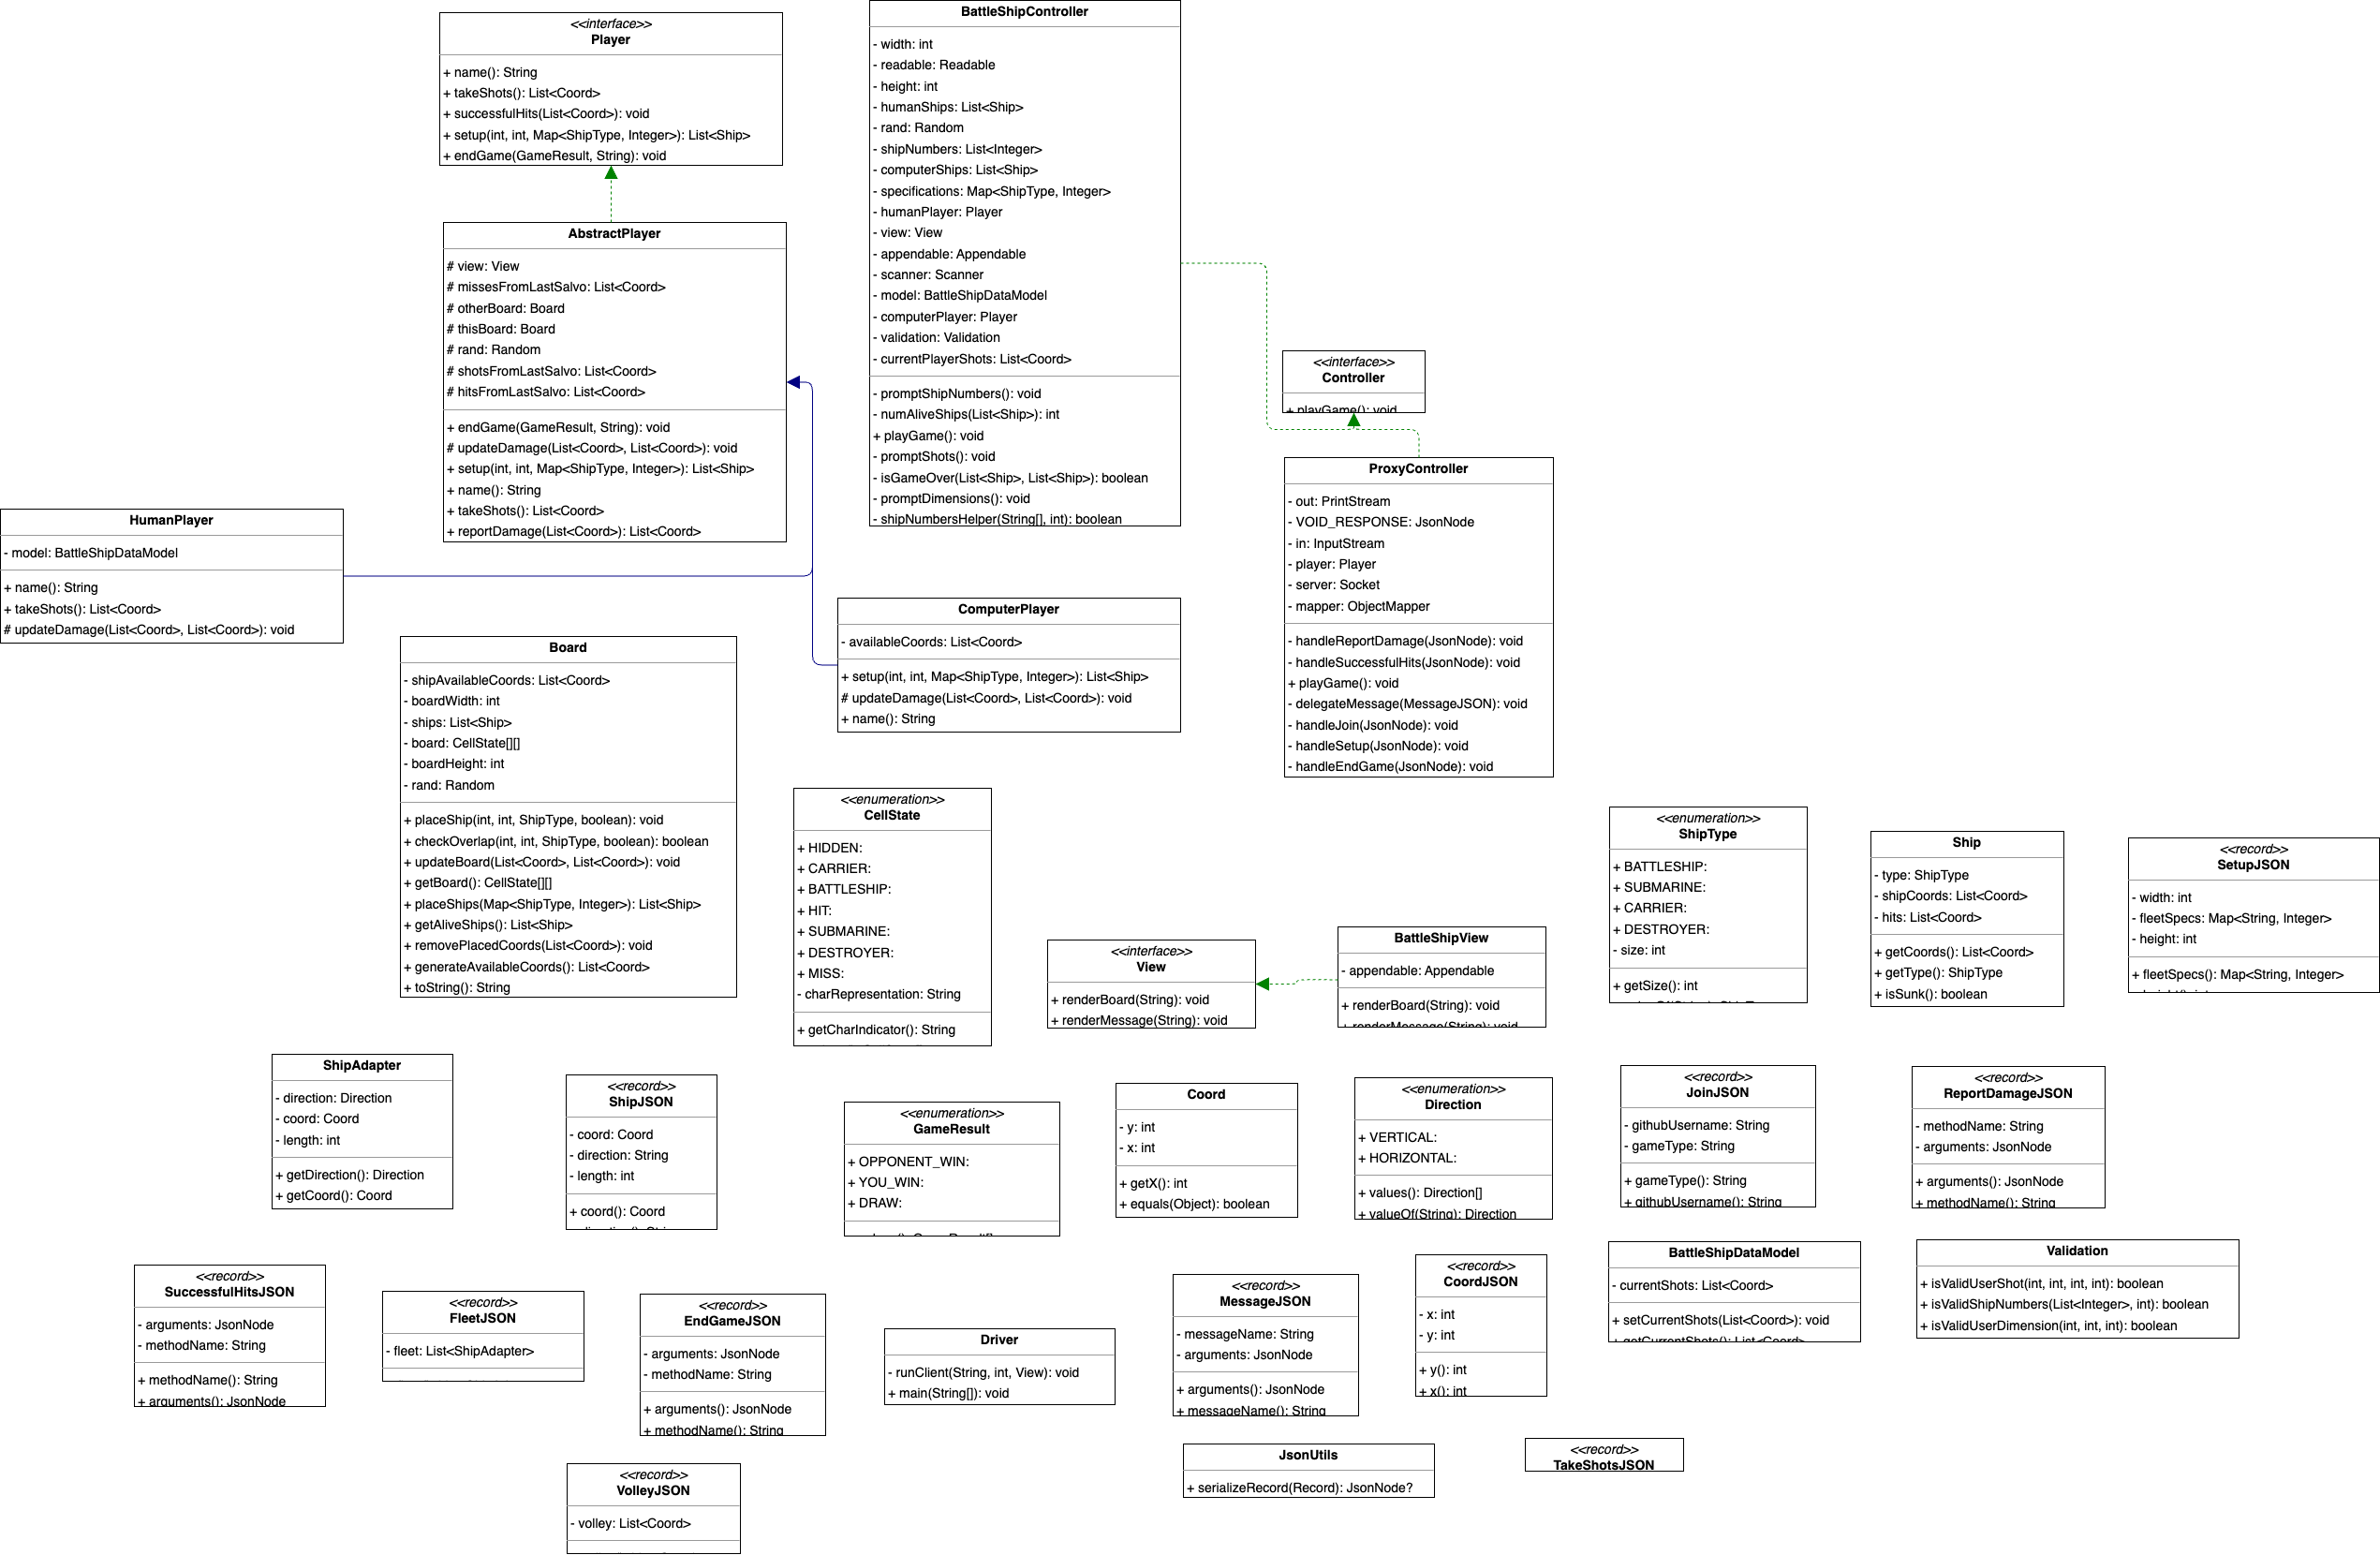 <<interface>>
Player
+ name(): String
+ takeShots(): List<Coord>
+ successfulHits(List<Coord>): void
+ setup(int, int, Map<ShipType, Integer>): List<Ship>
+ endGame(GameResult, String): void
BattleShipController
- width: int
- readable: Readable
- height: int
- humanShips: List<Ship>
- rand: Random
- shipNumbers: List<Integer>
- computerShips: List<Ship>
- specifications: Map<ShipType, Integer>
- humanPlayer: Player
- view: View
- appendable: Appendable
- scanner: Scanner
- model: BattleShipDataModel
- computerPlayer: Player
- validation: Validation
- currentPlayerShots: List<Coord>
- promptShipNumbers(): void
- numAliveShips(List<Ship>): int
+ playGame(): void
- promptShots(): void
- isGameOver(List<Ship>, List<Ship>): boolean
- promptDimensions(): void
- shipNumbersHelper(String[], int): boolean
AbstractPlayer
# view: View
# missesFromLastSalvo: List<Coord>
# otherBoard: Board
# thisBoard: Board
# rand: Random
# shotsFromLastSalvo: List<Coord>
# hitsFromLastSalvo: List<Coord>
+ endGame(GameResult, String): void
# updateDamage(List<Coord>, List<Coord>): void
+ setup(int, int, Map<ShipType, Integer>): List<Ship>
+ name(): String
+ takeShots(): List<Coord>
+ reportDamage(List<Coord>): List<Coord>
<<interface>>
Controller
+ playGame(): void
ProxyController
- out: PrintStream
- VOID_RESPONSE: JsonNode
- in: InputStream
- player: Player
- server: Socket
- mapper: ObjectMapper
- handleReportDamage(JsonNode): void
- handleSuccessfulHits(JsonNode): void
+ playGame(): void
- delegateMessage(MessageJSON): void
- handleJoin(JsonNode): void
- handleSetup(JsonNode): void
- handleEndGame(JsonNode): void
HumanPlayer
- model: BattleShipDataModel
+ name(): String
+ takeShots(): List<Coord>
# updateDamage(List<Coord>, List<Coord>): void
ComputerPlayer
- availableCoords: List<Coord>
+ setup(int, int, Map<ShipType, Integer>): List<Ship>
# updateDamage(List<Coord>, List<Coord>): void
+ name(): String
Board
- shipAvailableCoords: List<Coord>
- boardWidth: int
- ships: List<Ship>
- board: CellState[][]
- boardHeight: int
- rand: Random
+ placeShip(int, int, ShipType, boolean): void
+ checkOverlap(int, int, ShipType, boolean): boolean
+ updateBoard(List<Coord>, List<Coord>): void
+ getBoard(): CellState[][]
+ placeShips(Map<ShipType, Integer>): List<Ship>
+ getAliveShips(): List<Ship>
+ removePlacedCoords(List<Coord>): void
+ generateAvailableCoords(): List<Coord>
+ toString(): String
<<enumeration>>
CellState
+ HIDDEN:
+ CARRIER:
+ BATTLESHIP:
+ HIT:
+ SUBMARINE:
+ DESTROYER:
+ MISS:
- charRepresentation: String
+ getCharIndicator(): String
<<interface>>
View
+ renderBoard(String): void
+ renderMessage(String): void
BattleShipView
- appendable: Appendable
+ renderBoard(String): void
+ renderMessage(String): void
<<enumeration>>
ShipType
+ BATTLESHIP:
+ SUBMARINE:
+ CARRIER:
+ DESTROYER:
- size: int
+ getSize(): int
Ship
- type: ShipType
- shipCoords: List<Coord>
- hits: List<Coord>
+ getCoords(): List<Coord>
+ getType(): ShipType
+ isSunk(): boolean
<<record>>
SetupJSON
- width: int
- fleetSpecs: Map<String, Integer>
- height: int
+ fleetSpecs(): Map<String, Integer>
ShipAdapter
- direction: Direction
- coord: Coord
- length: int
+ getDirection(): Direction
+ getCoord(): Coord
<<record>>
ShipJSON
- coord: Coord
- direction: String
- length: int
+ coord(): Coord
<<enumeration>>
GameResult
+ OPPONENT_WIN:
+ YOU_WIN:
+ DRAW:
Coord
- y: int
- x: int
+ getX(): int
+ equals(Object): boolean
<<enumeration>>
Direction
+ VERTICAL:
+ HORIZONTAL:
+ values(): Direction[]
+ valueOf(String): Direction
<<record>>
JoinJSON
- githubUsername: String
- gameType: String
+ gameType(): String
+ githubUsername(): String
<<record>>
ReportDamageJSON
- methodName: String
- arguments: JsonNode
+ arguments(): JsonNode
+ methodName(): String
<<record>>
SuccessfulHitsJSON
- arguments: JsonNode
- methodName: String
+ methodName(): String
+ arguments(): JsonNode
<<record>>
FleetJSON
- fleet: List<ShipAdapter>
<<record>>
EndGameJSON
- arguments: JsonNode
- methodName: String
+ arguments(): JsonNode
+ methodName(): String
Driver
- runClient(String, int, View): void
+ main(String[]): void
<<record>>
MessageJSON
- messageName: String
- arguments: JsonNode
+ arguments(): JsonNode
+ messageName(): String
<<record>>
CoordJSON
- x: int
- y: int
+ y(): int
+ x(): int
BattleShipDataModel
- currentShots: List<Coord>
+ setCurrentShots(List<Coord>): void
+ getCurrentShots(): List<Coord>
Validation
+ isValidUserShot(int, int, int, int): boolean
+ isValidShipNumbers(List<Integer>, int): boolean
+ isValidUserDimension(int, int, int): boolean
<<record>>
VolleyJSON
- volley: List<Coord>
JsonUtils
+ serializeRecord(Record): JsonNode?
<<record>>
TakeShotsJSON